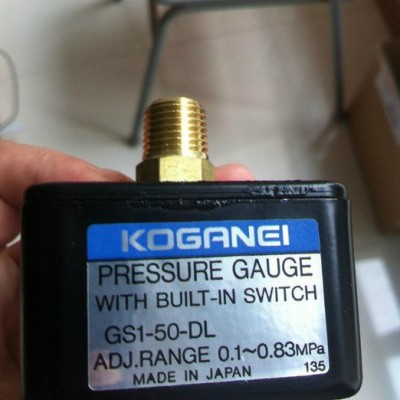 KOGANEI
PRESSURE GAUGE
WITH BUILT-IN SWITCH
GS1-50-DL
ADJ.RANGE 0.1~0.83MPa
MADE IN JAPAN 135